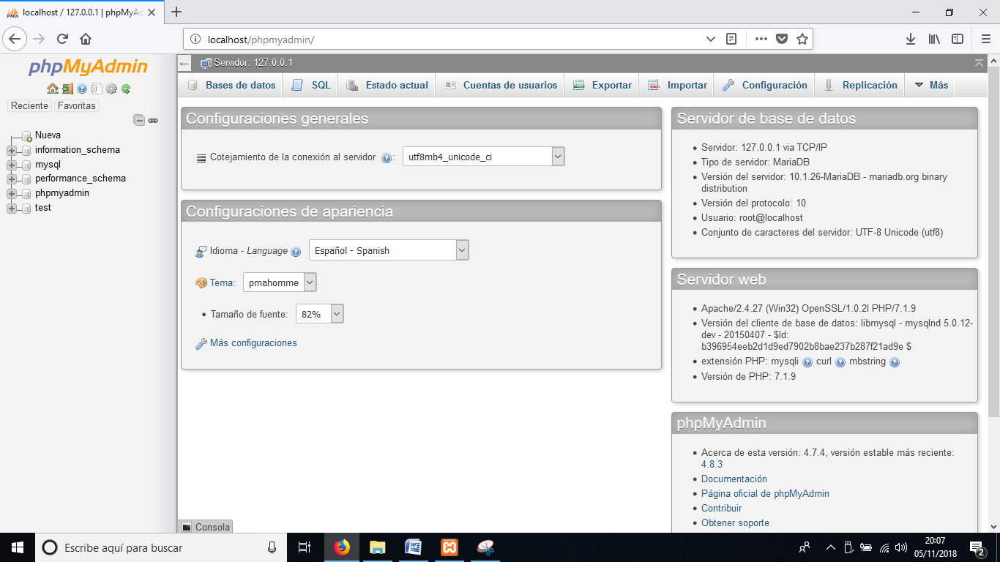 localhost / 127.0.0.1 | phpMyAd
localhost/phpmyadmin/
phpMyAdmin
Reciente Favoritas
Nueva
information_schema
mysql
performance_schema
phpmyadmin
test
Servidor: 127.0.0.1
Bases de datos SQL Estado actual Cuentas de usuarios Exportar Importar Configuración Replicación Más
Configuraciones generales
Cotejamiento de la conexión al servidor : utf8mb4_unicode_ci
Configuraciones de apariencia
Idioma - Language Español - Spanish
Tema: pmahomme
• Tamaño de fuente: 82%
Más configuraciones
Servidor de base de datos
• Servidor: 127.0.0.1 via TCP/IP
• Tipo de servidor: MariaDB
• Versión del servidor: 10.1.26-MariaDB - mariadb.org binary
distribution
• Versión del protocolo: 10
• Usuario: root@localhost
• Conjunto de caracteres del servidor: UTF-8 Unicode (utf8)
Servidor web
• Apache/2.4.27 (Win32) OpenSSL/1.0.2l PHP/7.1.9
• Versión del cliente de base de datos: libmysql - mysqlnd 5.0.12-
dev - 20150407 - $Id:
b396954eeb2d1d9ed7902b8bae237b287f21ad9e $
• extensión PHP: mysqli curl mbstring
• Versión de PHP: 7.1.9
phpMyAdmin
• Acerca de esta versión: 4.7.4, versión estable más reciente:
4.8.3
• Documentación
• Página oficial de phpMyAdmin
• Contribuir
• Obtener soporte
Consola
Escribe aquí para buscar
20:07
05/11/2018
2